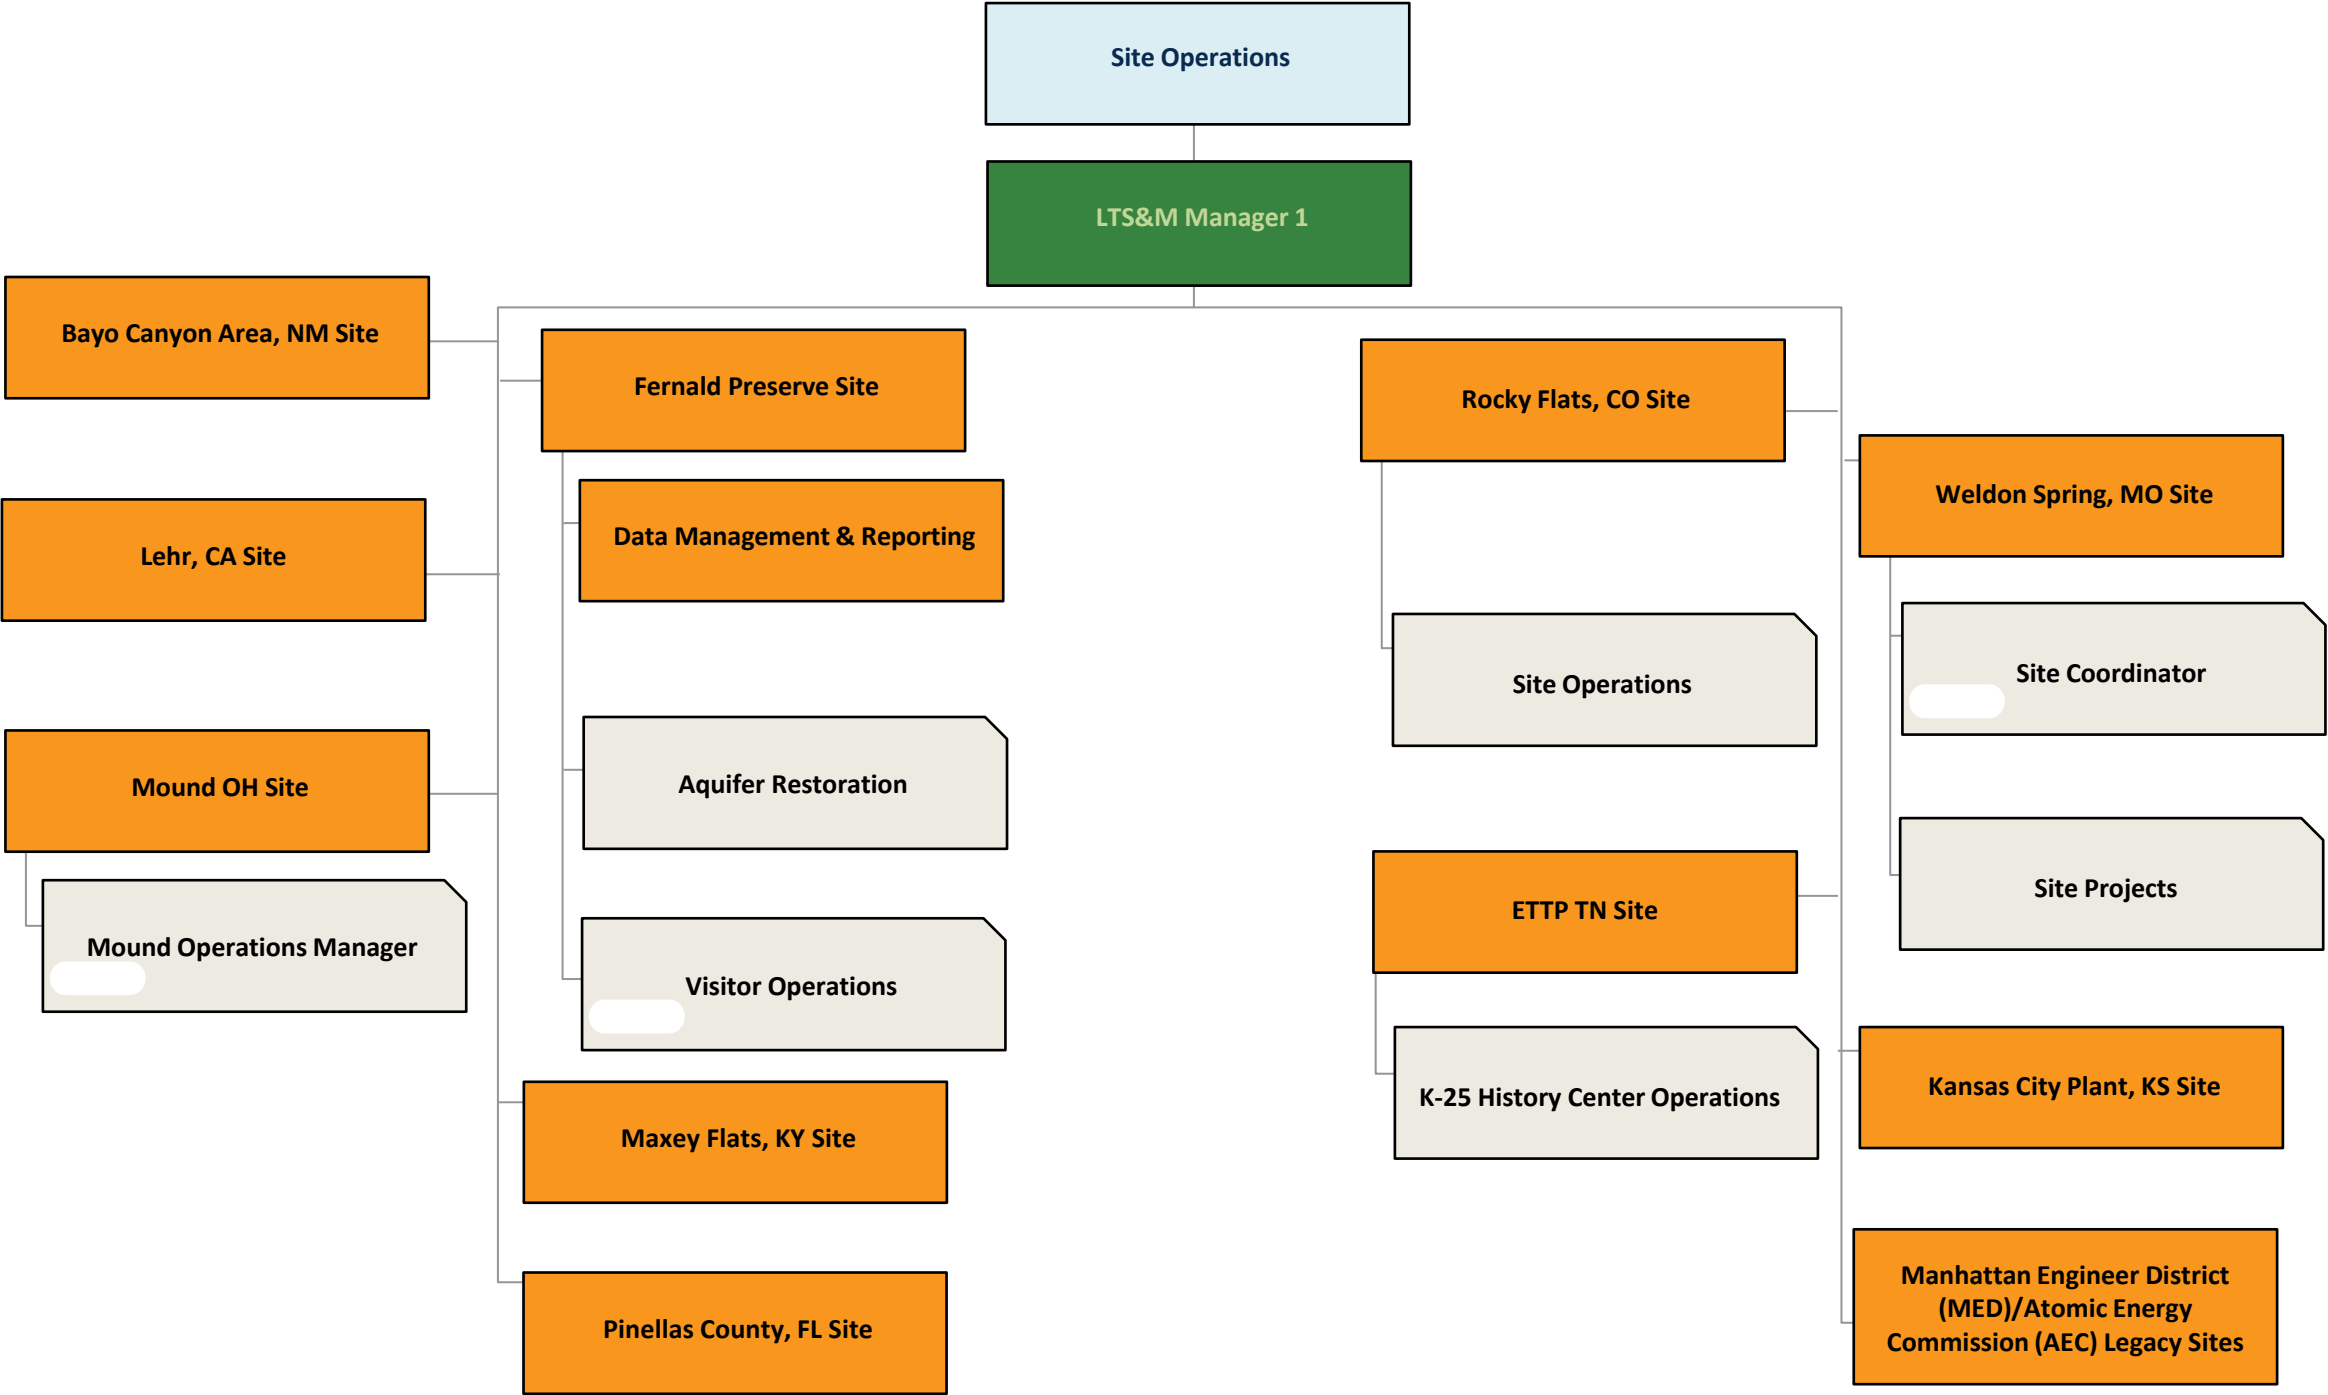 Site Operations
LTS&M Manager 1
Bayo Canyon Area, NM Site
Lehr, CA Site
Mound OH Site
Mound Operations Manager
Fernald Preserve Site
Data Management & Reporting
Aquifer Restoration
Visitor Operations
Maxey Flats, KY Site
Pinellas County, FL Site
Rocky Flats, CO Site
Site Operations
ETTP TN Site
K-25 History Center Operations
Weldon Spring, MO Site
Site Coordinator
Site Projects
Kansas City Plant, KS Site
Manhattan Engineer District
(MED)/Atomic Energy
Commission (AEC) Legacy Sites